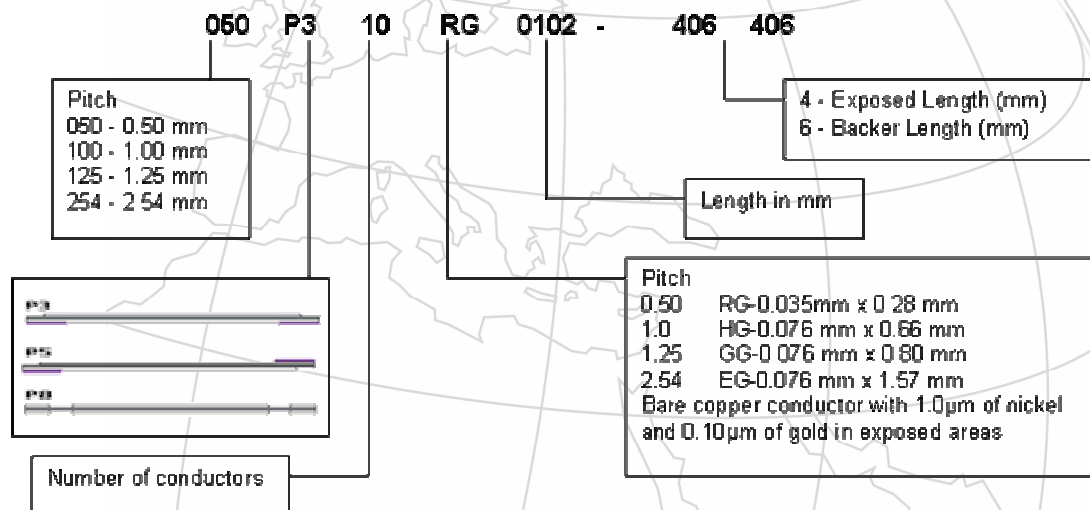 050 P3 10 RG 0102 - 406 406
Pitch
050 - 0.50 mm
100 - 1.00 mm
125 - 1.25 mm
254 - 2 54 mm
4 - Exposed Length (mm)
6 - Backer Length (mm)
Length in mm
P3
P5
P8
Pitch
0.50 RG-0.035mm x 0 28 mm
1.0 HG-0.076 mm x 0.66 mm
1.25 GG-0 076 mm x 0 80 mm
2.54 EG-0.076 mm x 1.57 mm
Bare copper conductor with 1.0µm of nickel
and 0.10µm of gold in exposed areas
Number of conductors